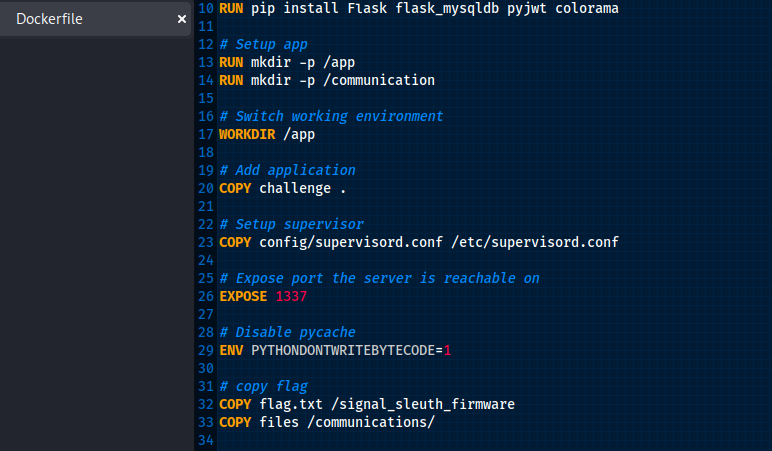 Dockerfile ×
10 RUN pip install Flask flask_mysqldb pyjwt colorama
11
12 # Setup app
13 RUN mkdir -p /app
14 RUN mkdir -p /communication
15
16 # Switch working environment
17 WORKDIR /app
18
19 # Add application
20 COPY challenge .
21
22 # Setup supervisor
23 COPY config/supervisord.conf /etc/supervisord.conf
24
25 # Expose port the server is reachable on
26 EXPOSE 1337
27
28 # Disable pycache
29 ENV PYTHONDONTWRITEBYTECODE=1
30
31 # copy flag
32 COPY flag.txt /signal_sleuth_firmware
33 COPY files /communications/
34